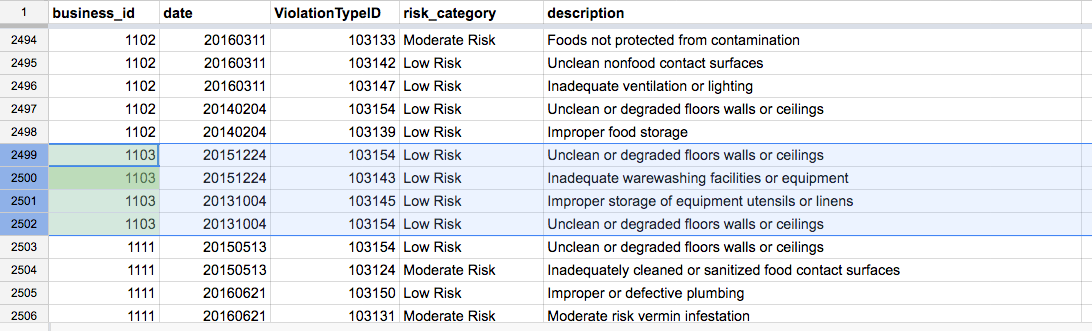 1 business_id date ViolationTypeID risk_category description
2494 1102 20160311 103133 Moderate Risk Foods not protected from contamination
2495 1102 20160311 103142 Low Risk Unclean nonfood contact surfaces
2496 1102 20160311 103147 Low Risk Inadequate ventilation or lighting
2497 1102 20140204 103154 Low Risk Unclean or degraded floors walls or ceilings
2498 1102 20140204 103139 Low Risk Improper food storage
2499 1103 20151224 103154 Low Risk Unclean or degraded floors walls or ceilings
2500 1103 20151224 103143 Low Risk Inadequate warewashing facilities or equipment
2501 1103 20131004 103145 Low Risk Improper storage of equipment utensils or linens
2502 1103 20131004 103154 Low Risk Unclean or degraded floors walls or ceilings
2503 1111 20150513 103154 Low Risk Unclean or degraded floors walls or ceilings
2504 1111 20150513 103124 Moderate Risk Inadequately cleaned or sanitized food contact surfaces
2505 1111 20160621 103150 Low Risk Improper or defective plumbing
2506 1111 20160621 103131 Moderate Risk Moderate risk vermin infestation